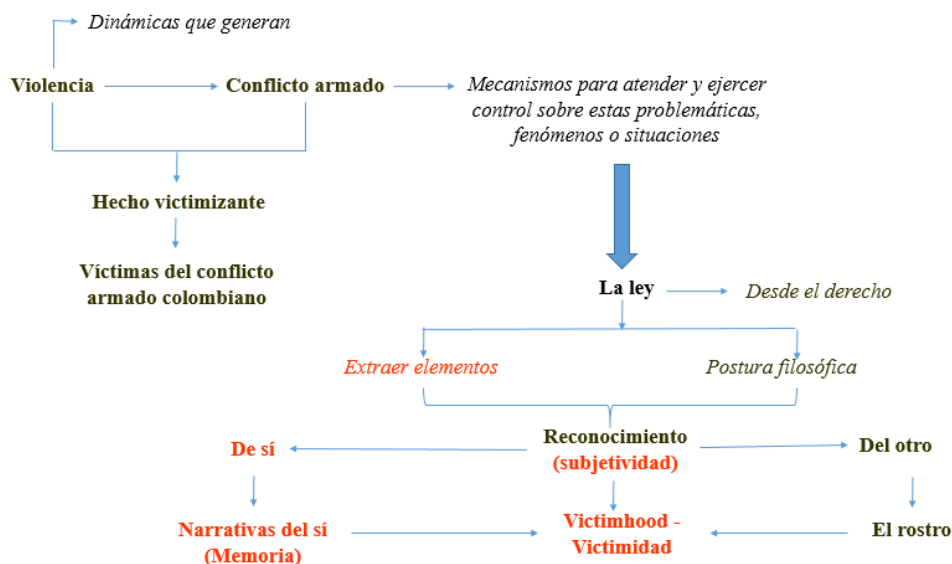 Dinámicas que generan
Violencia
Conflicto armado
Mecanismos para atender y ejercer
control sobre estas problemáticas,
fenómenos o situaciones
Hecho victimizante
Víctimas del conflicto
armado colombiano
La ley
Desde el derecho
Extraer elementos
Postura filosófica
De sí
Reconocimiento
(subjetividad)
Del otro
Narrativas del sí
(Memoria)
Victimhood -
Victimidad
El rostro